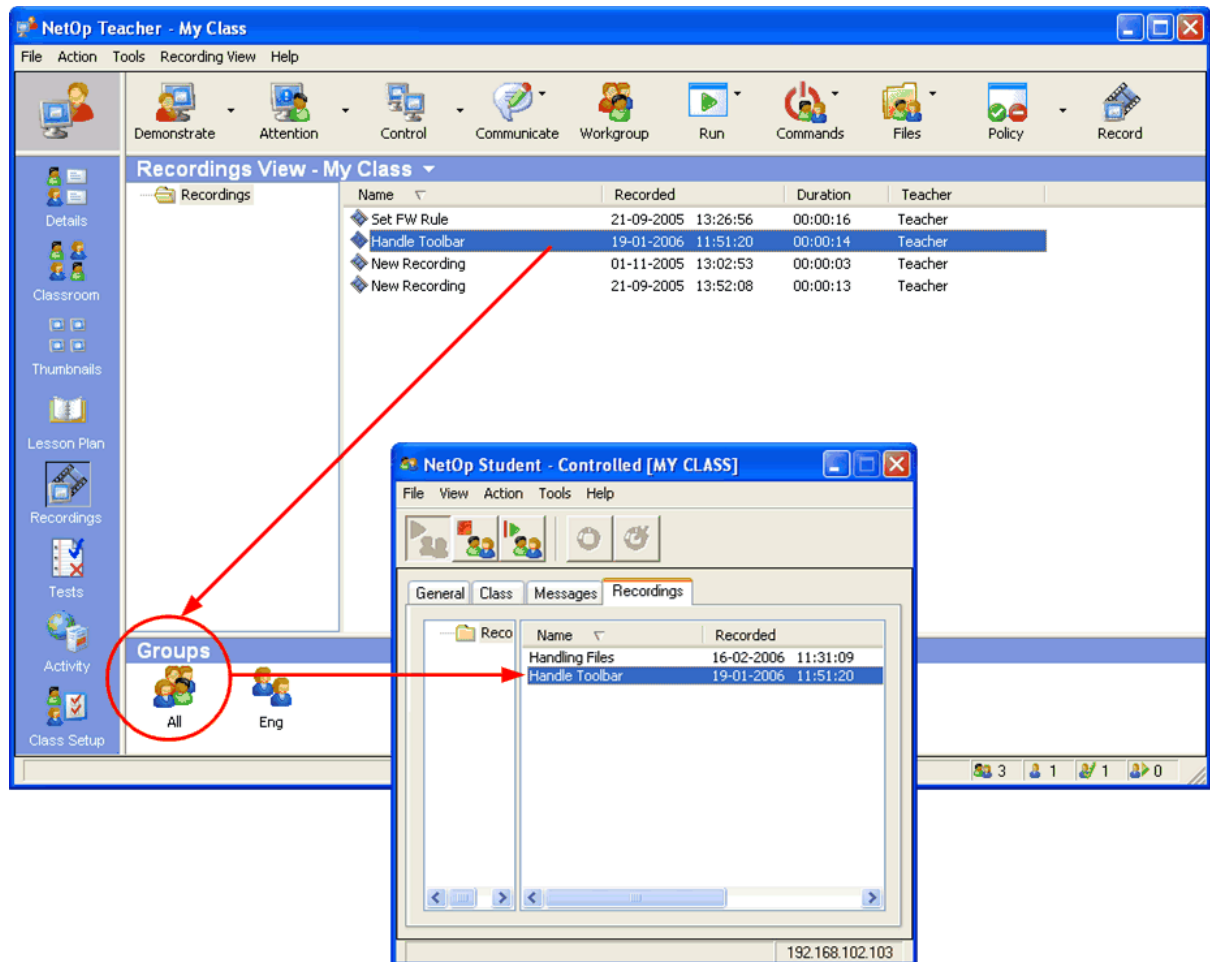 NetOp Teacher - My Class
File Action Tools Recording View Help
Demonstrate Attention Control Communicate Workgroup Run Commands Files Policy Record
Recordings View - My Class
Details
Classroom
Thumbnails
Lesson Plan
Recordings
Tests
Activity
Class Setup
Recordings
Name Recorded Duration Teacher
Set FW Rule 21-09-2005 13:26:56 00:00:16 Teacher
Handle Toolbar 19-01-2006 11:51:20 00:00:14 Teacher
New Recording 01-11-2005 13:02:53 00:00:03 Teacher
New Recording 21-09-2005 13:52:08 00:00:13 Teacher
Groups
All Eng
3 1 1 0
NetOp Student - Controlled [MY CLASS]
File View Action Tools Help
General Class Messages Recordings
Reco
Name Recorded
Handling Files 16-02-2006 11:31:09
Handle Toolbar 19-01-2006 11:51:20
192.168.102.103